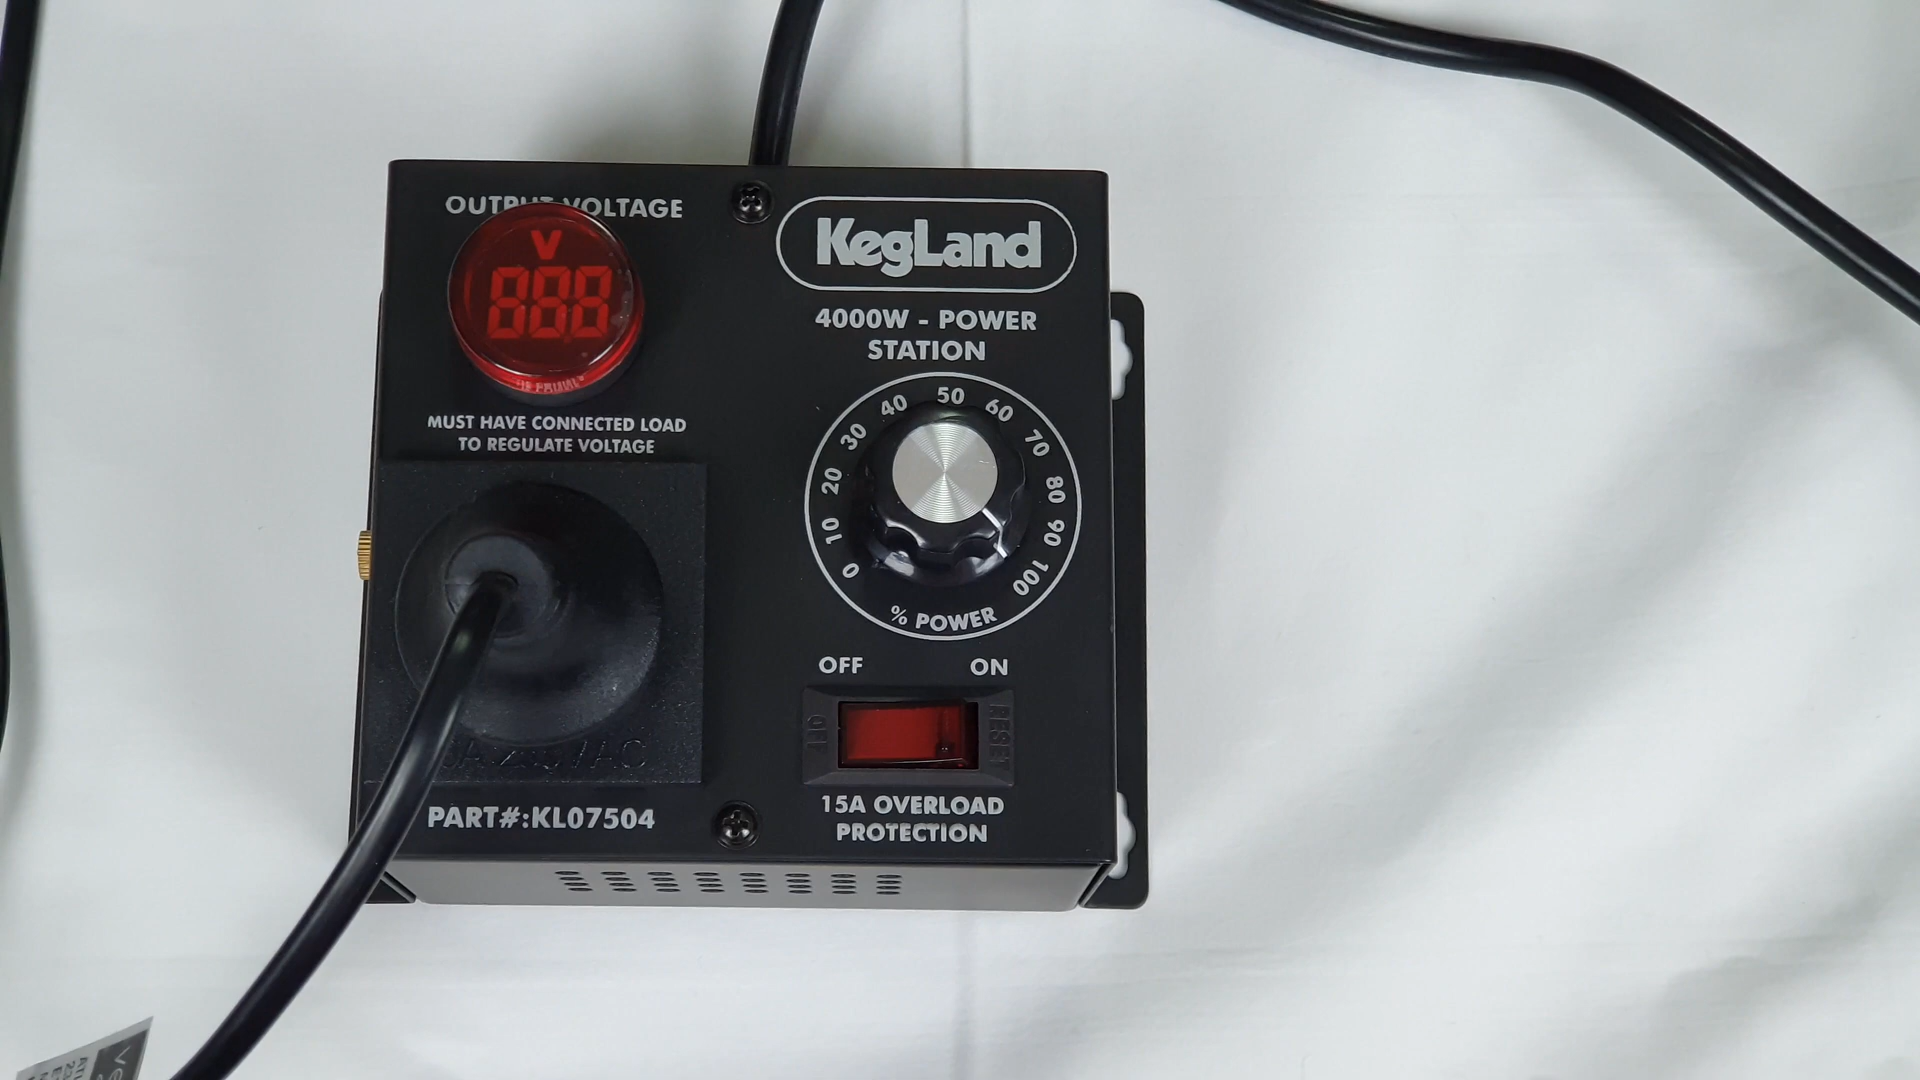 OUTPUT VOLTAGE
V
888
MUST HAVE CONNECTED LOAD
TO REGULATE VOLTAGE
PART#:KL07504
KegLand
4000W - POWER
STATION
0 10 20 30 40 50 60 70 80 90 100
% POWER
OFF ON
OFF RESET
15A OVERLOAD
PROTECTION